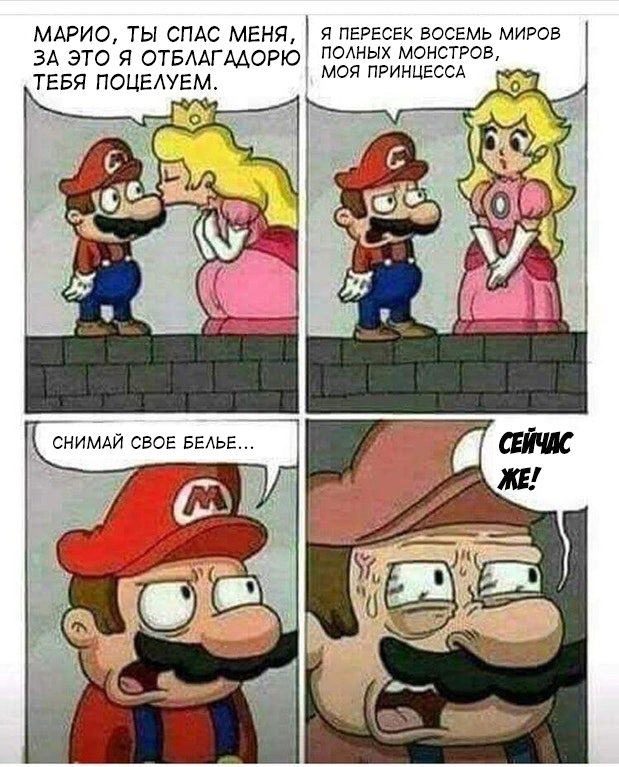 МАРИО, ТЫ СПАС МЕНЯ,
ЗА ЭТО Я ОТБЛАГАДОРЮ
ТЕБЯ ПОЦЕЛУЕМ.
Я ПЕРЕСЕК ВОСЕМЬ МИРОВ
ПОЛНЫХ МОНСТРОВ,
МОЯ ПРИНЦЕССА
M
M
СНИМАЙ СВОЕ БЕЛЬЕ...
M
СЕЙЧАС
ЖЕ!